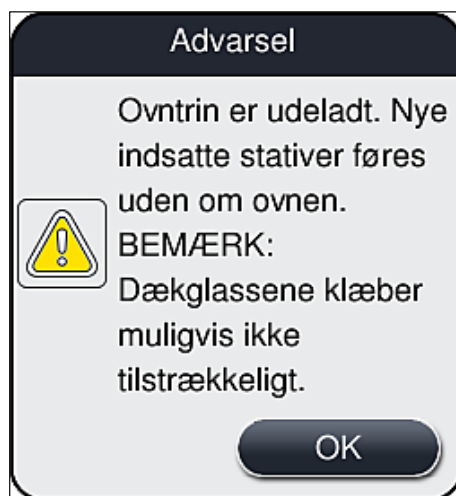 Advarsel
Ovntrin er udeladt. Nye
indsatte stativer føres
uden om ovnen.
BEMÆRK:
Dækglassene klæber
muligvis ikke
tilstrækkeligt.
OK